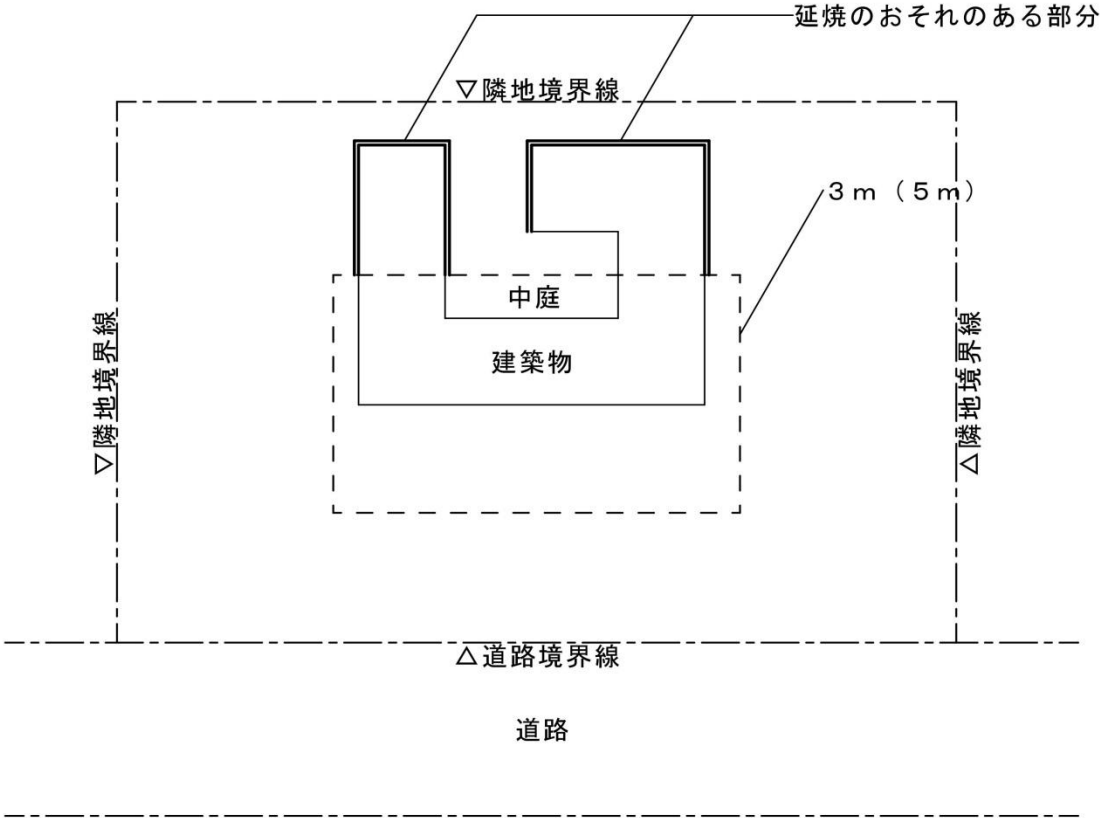 延焼のおそれのある部分
▽隣地境界線
３ｍ（５ｍ）
中庭
建築物
▽隣地境界線
△隣地境界線
△道路境界線
道路